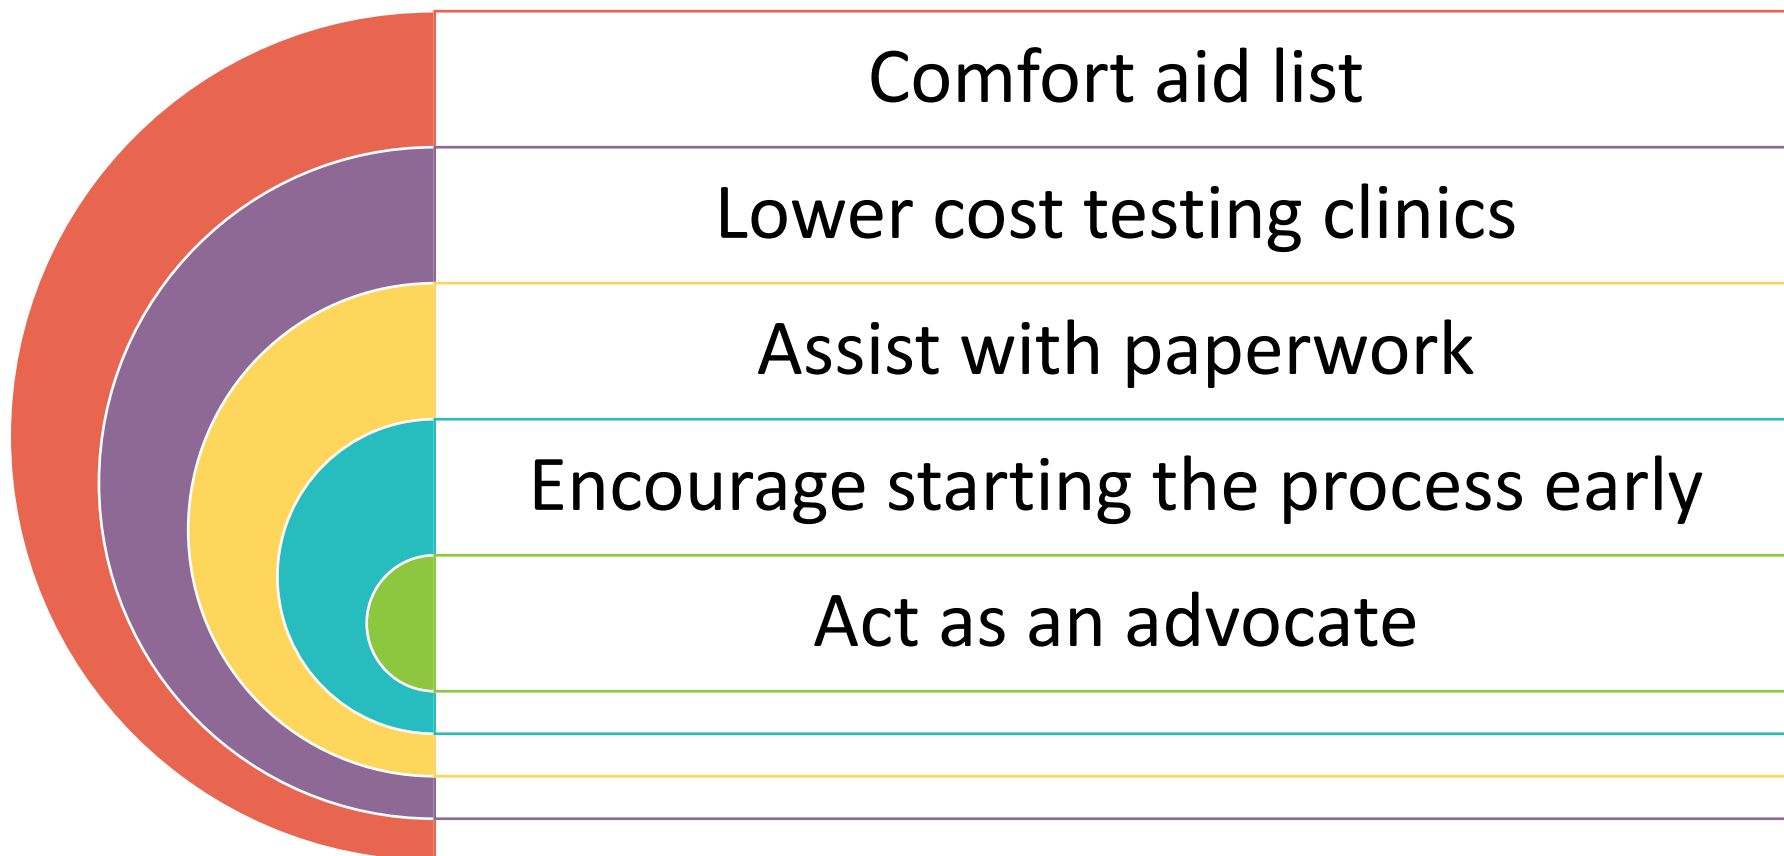 Comfort aid list
Lower cost testing clinics
Assist with paperwork
Encourage starting the process early
Act as an advocate